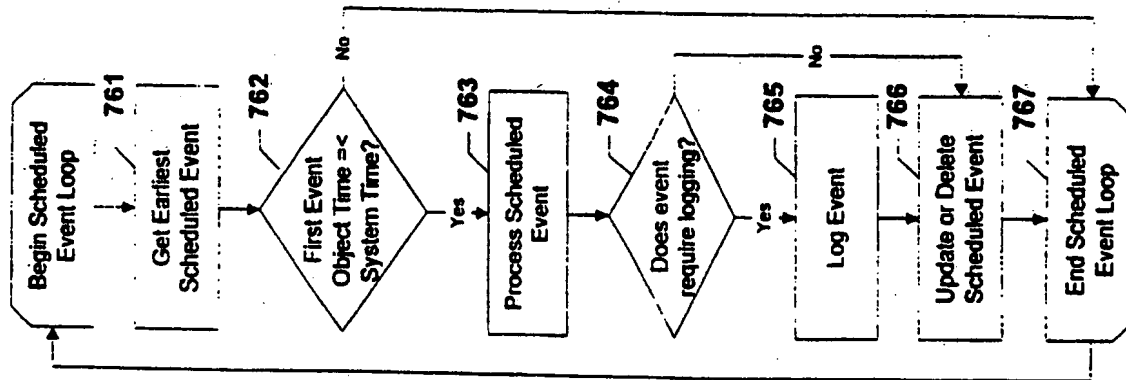 Begin Scheduled
Event Loop
761
Get Earliest
Scheduled Event
762
First Event
Object Time =<
System Time?
No
Yes
763
Process Scheduled
Event
764
Does event
require logging?
No
Yes
765
Log Event
766
Update or Delete
Scheduled Event
767
End Scheduled
Event Loop